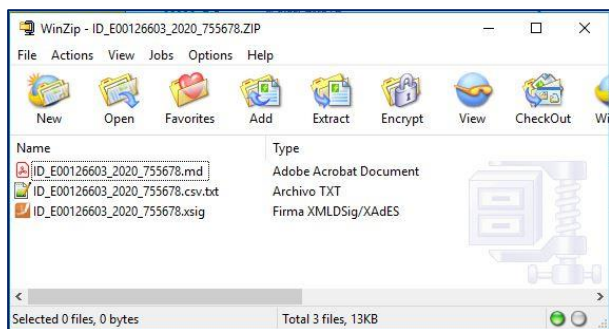 WinZip - ID_E00126603_2020_755678.ZIP
File Actions View Jobs Options Help
New Open Favorites Add Extract Encrypt View CheckOut Wi
Name Type
ID_E00126603_2020_755678.md Adobe Acrobat Document
ID_E00126603_2020_755678.csv.txt Archivo TXT
ID_E00126603_2020_755678.xsig Firma XMLDSig/XAdES
Selected 0 files, 0 bytes Total 3 files, 13KB